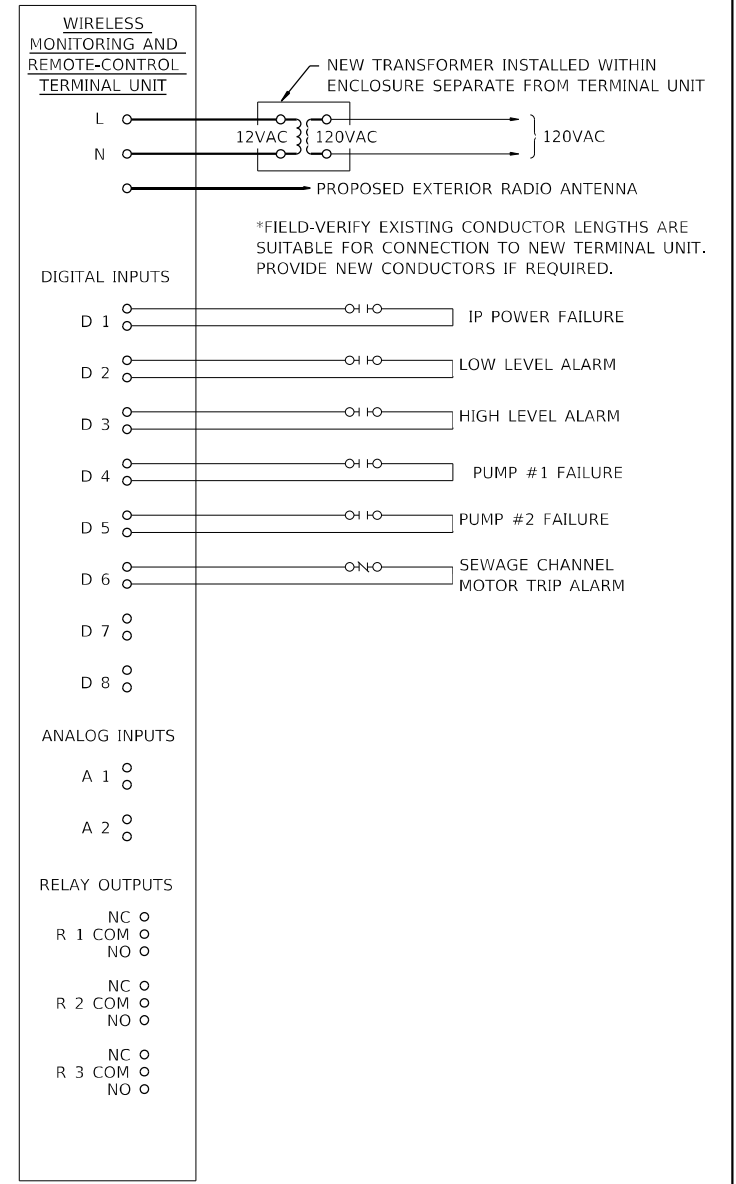 WIRELESS
MONITORING AND
REMOTE-CONTROL
TERMINAL UNIT
NEW TRANSFORMER INSTALLED WITHIN
ENCLOSURE SEPARATE FROM TERMINAL UNIT
L
N
12VAC
120VAC
120VAC
PROPOSED EXTERIOR RADIO ANTENNA
*FIELD-VERIFY EXISTING CONDUCTOR LENGTHS ARE
SUITABLE FOR CONNECTION TO NEW TERMINAL UNIT.
PROVIDE NEW CONDUCTORS IF REQUIRED.
DIGITAL INPUTS
D 1
IP POWER FAILURE
D 2
LOW LEVEL ALARM
D 3
HIGH LEVEL ALARM
D 4
PUMP #1 FAILURE
D 5
PUMP #2 FAILURE
D 6
SEWAGE CHANNEL
MOTOR TRIP ALARM
D 7
D 8
ANALOG INPUTS
A 1
A 2
RELAY OUTPUTS
NC
R 1 COM
NO
NC
R 2 COM
NO
NC
R 3 COM
NO